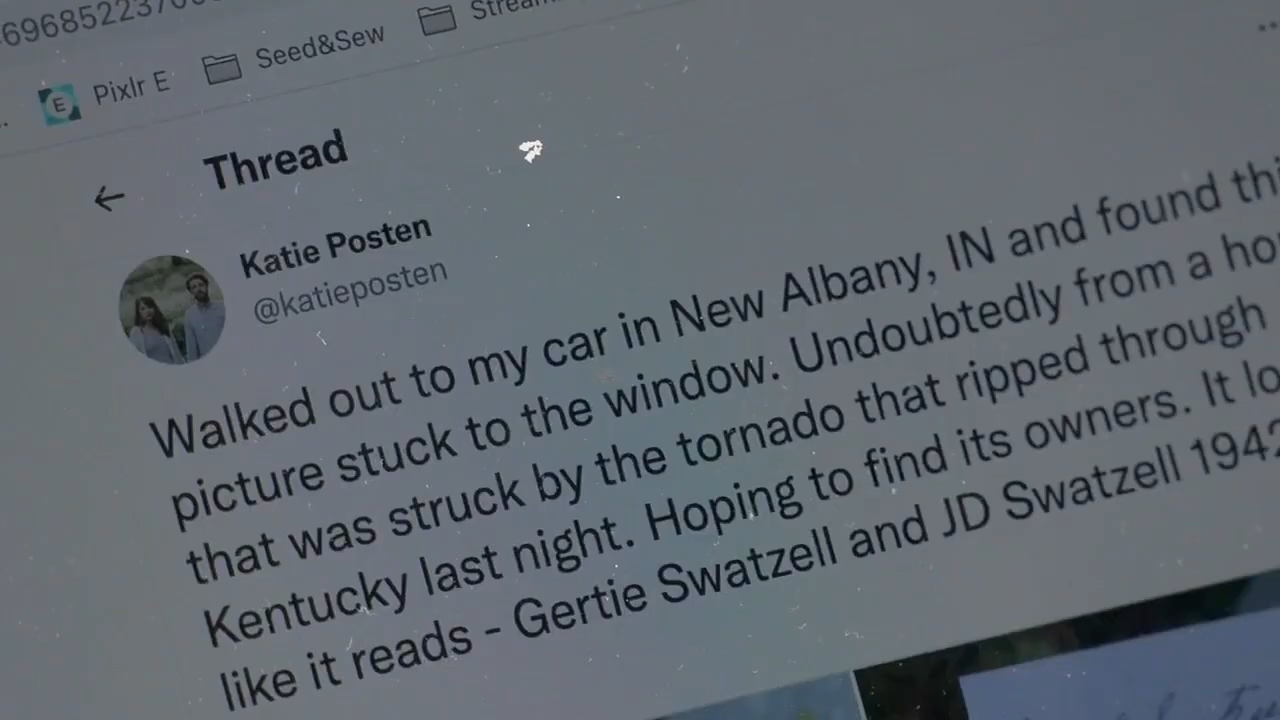 Pixlr E
Seed&Sew
Thread
Katie Posten
@katieposten
Walked out to my car in New Albany, IN and found
picture stuck to the window. Undoubtedly from a
that was struck by the tornado that ripped through
Kentucky last night. Hoping to find its owners. It
like it reads - Gertie Swatzell and JD Swatzell